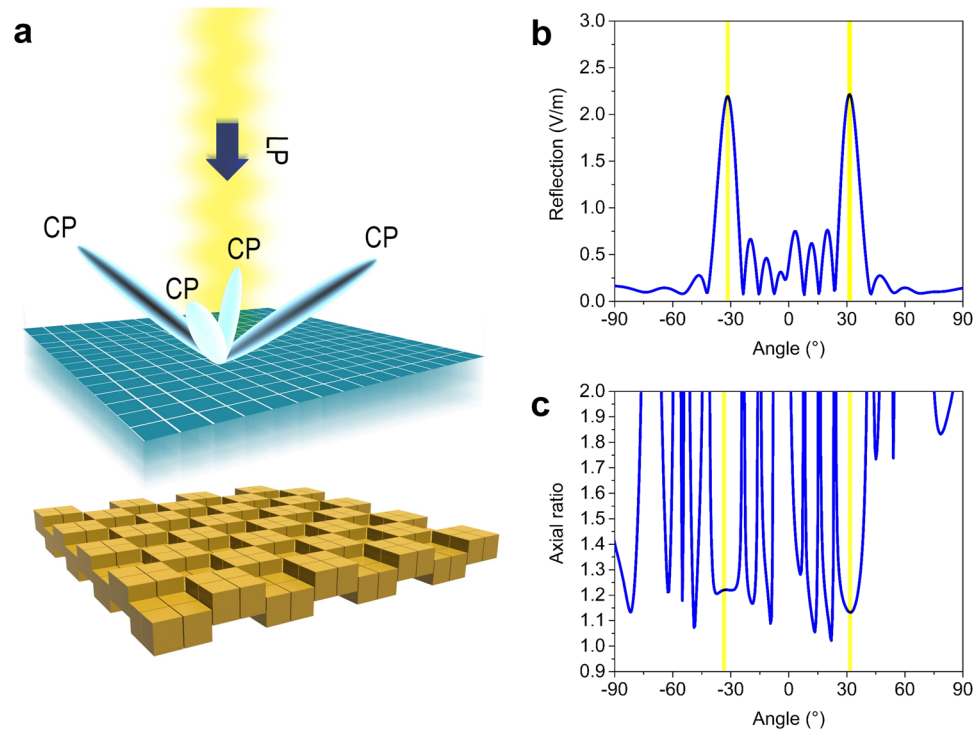 a
LP
CP
CP
CP
CP
b
3.0
2.5
2.0
1.5
1.0
0.5
0.0
Reflection (V/m)
-90 -60 -30 0 30 60 90
Angle (°)
c
2.0
1.9
1.8
1.7
1.6
1.5
1.4
1.3
1.2
1.1
1.0
0.9
Axial ratio
-90 -60 -30 0 30 60 90
Angle (°)